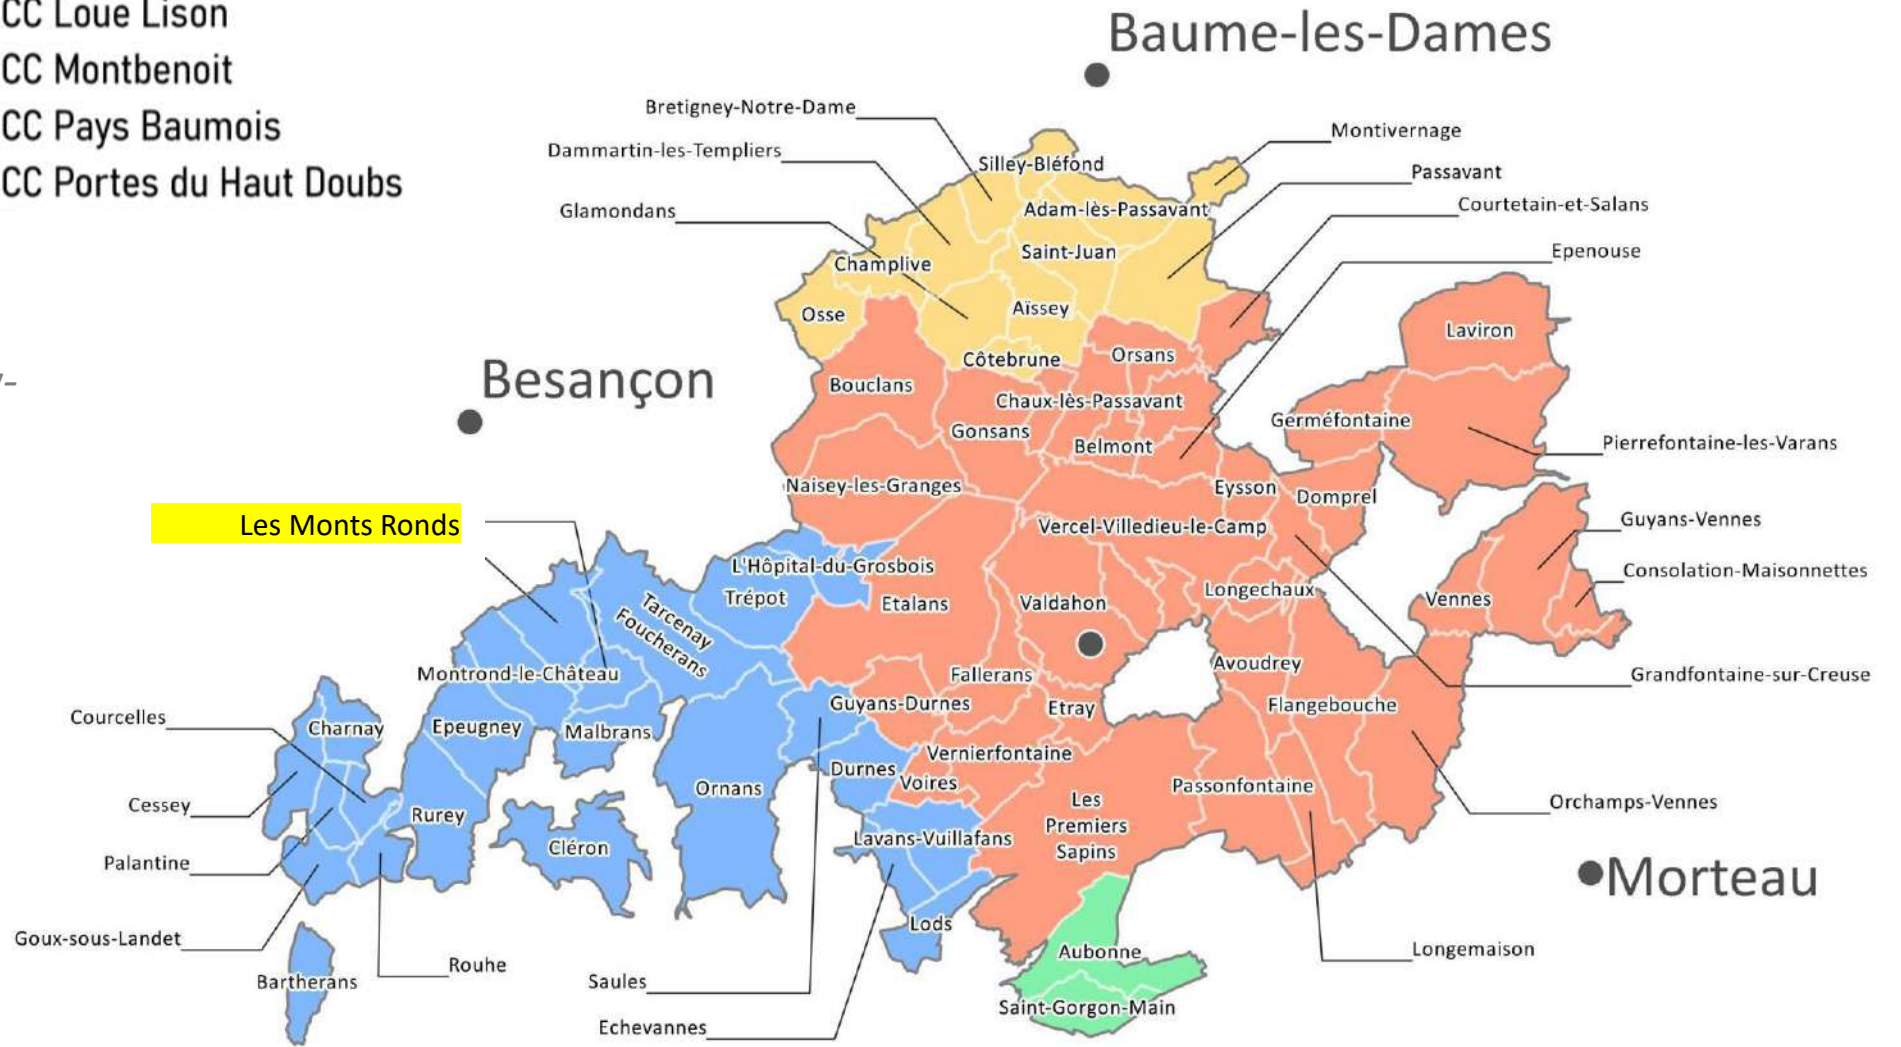 CC Loue Lison
CC Montbenoit
CC Pays Baumois
CC Portes du Haut Doubs
Baume-les-Dames
Bretigney-Notre-Dame
Montivernage
Dammartin-les-Templiers
Silley-Bléfond
Passavant
Glamondans
Adam-lès-Passavant
Courtetain-et-Salans
Saint-Juan
Epenouse
Champlive
Osse
Aïssey
Laviron
Côtebrune
Orsans
Besançon
Bouclans
Chaux-lès-Passavant
Germéfontaine
Gonsans
Belmont
Pierrefontaine-les-Varans
Naisey-les-Granges
Eysson
Domprel
Les Monts Ronds
Vercel-Villedieu-le-Camp
Guyans-Vennes
L'Hôpital-du-Grosbois
Consolation-Maisonnettes
Trépot
Etalans
Valdahon
Longechaux
Vennes
Tarcenay
Foucherans
Montrond-le-Château
Fallerans
Avoudrey
Grandfontaine-sur-Creuse
Courcelles
Charnay
Epeugney
Malbrans
Guyans-Durnes
Etray
Flangebouche
Vernierfontaine
Durnes
Voires
Ornans
Passonfontaine
Cessey
Rurey
Les
Premiers
Sapins
Orchamps-Vennes
Cléron
Lavans-Vuillafans
Palantine
Morteau
Lods
Goux-sous-Landet
Rouhe
Aubonne
Longemaison
Bartherans
Saules
Saint-Gorgon-Main
Echevannes